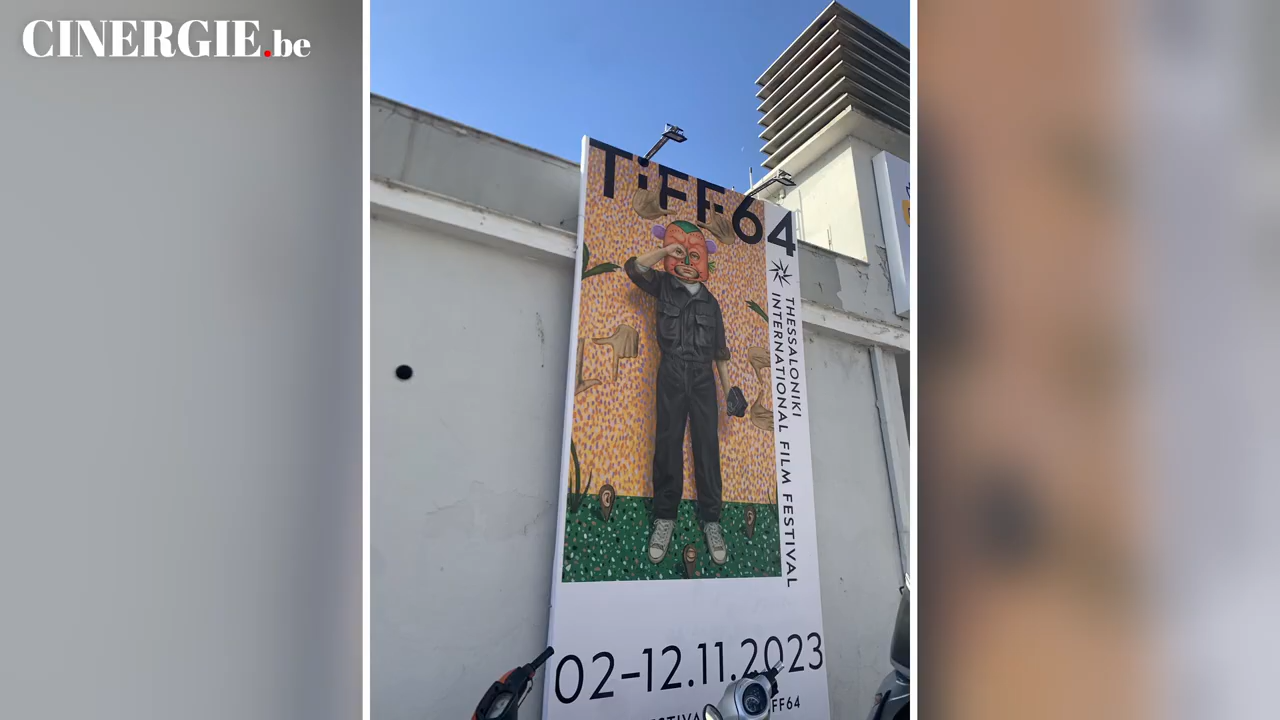 CINERGIE.be
TiFF64
THESSALONIKI
INTERNATIONAL FILM FESTIVAL
02–12.11.2023
FF64